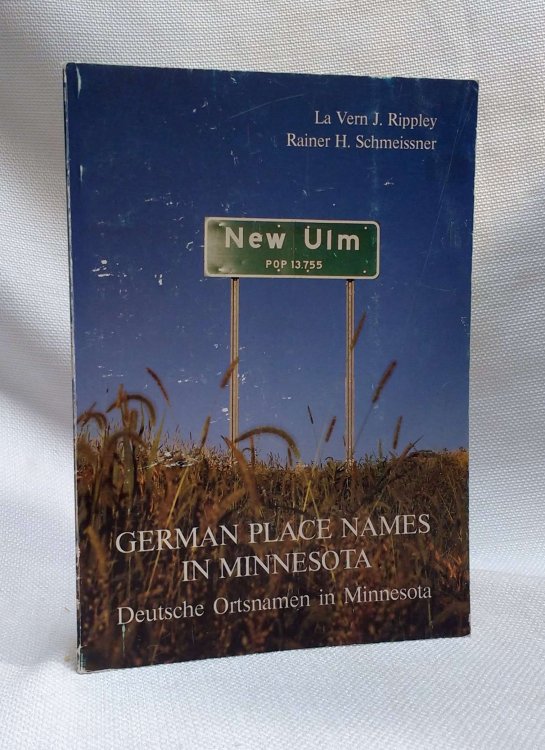 La Vern J. Rippley
Rainer H. Schmeissner
New Ulm
POP 13.755
GERMAN PLACE NAMES
IN MINNESOTA
Deutsche Ortsnamen in Minnesota